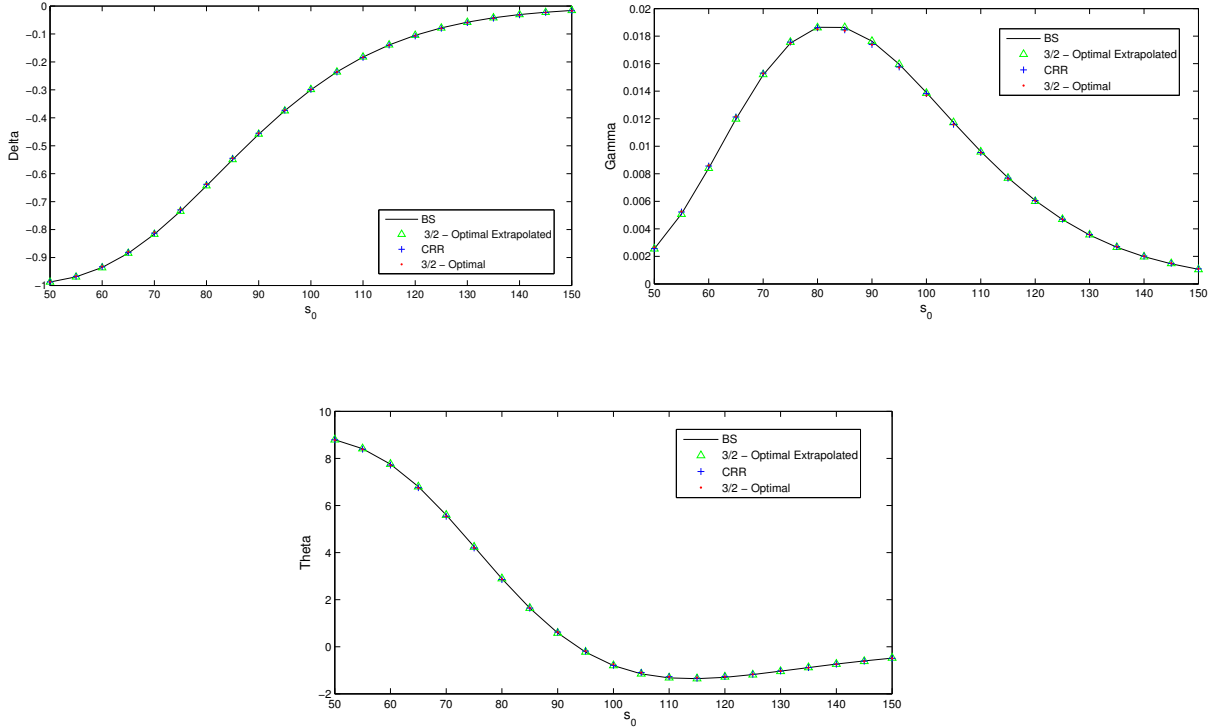 0
−0.1
−0.2
−0.3
−0.4
−0.5
−0.6
−0.7
−0.8
−0.9
−1
Delta
50 60 70 80 90 100 110 120 130 140 150
s0
BS
3/2 − Optimal Extrapolated
CRR
3/2 − Optimal
0.02
0.018
0.016
0.014
0.012
0.01
0.008
0.006
0.004
0.002
0
Gamma
50 60 70 80 90 100 110 120 130 140 150
s0
BS
3/2 − Optimal Extrapolated
CRR
3/2 − Optimal
10
8
6
4
2
0
−2
Theta
50 60 70 80 90 100 110 120 130 140 150
s0
BS
3/2 − Optimal Extrapolated
CRR
3/2 − Optimal